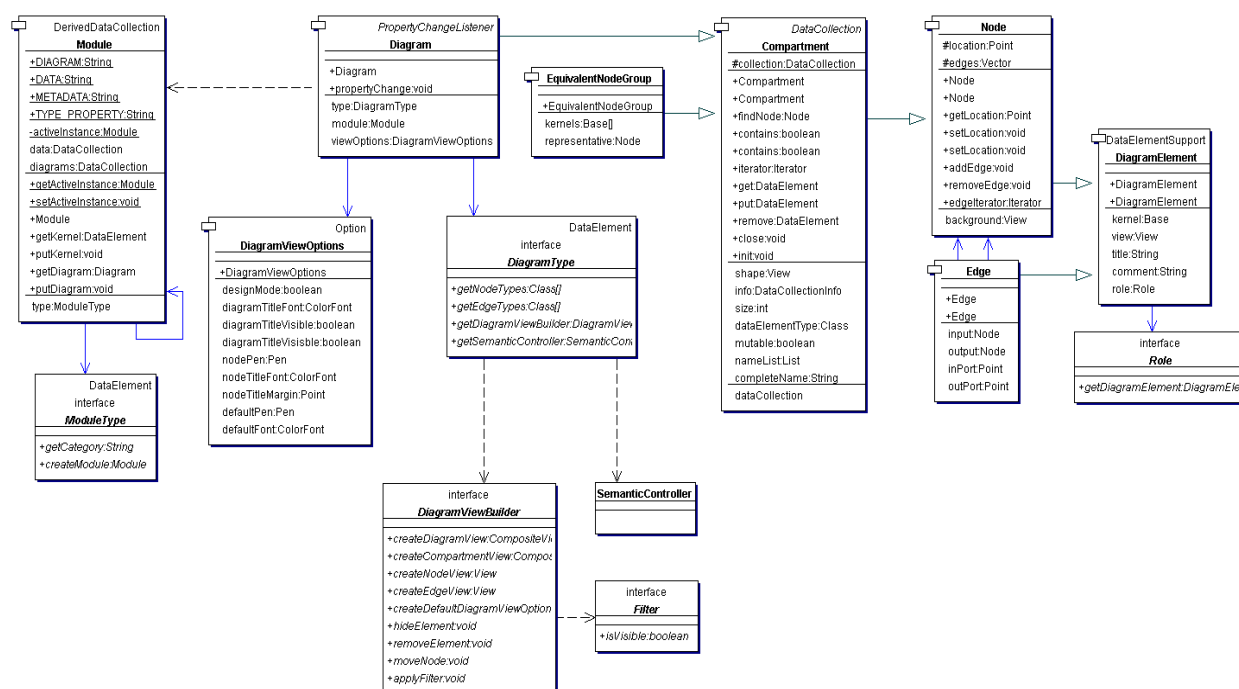 DerivedDataCollection
Module
+DIAGRAM:String
+DATA:String
+METADATA:String
+TYPE_PROPERTY:String
-activeInstance:Module
data:DataCollection
diagrams:DataCollection
+getActiveInstance:Module
+setActiveInstance:void
+Module
+getKernel:DataElement
+putKernel:void
+getDiagram:Diagram
+putDiagram:void
type:ModuleType
DataElement
interface
ModuleType
+getCategory:String
+createModule:Module
PropertyChangeListener
Diagram
+Diagram
+propertyChange:void
type:DiagramType
module:Module
viewOptions:DiagramViewOptions
Option
DiagramViewOptions
+DiagramViewOptions
designMode:boolean
diagramTitleFont:ColorFont
diagramTitleVisible:boolean
diagramTitleVisisble:boolean
nodePen:Pen
nodeTitleFont:ColorFont
nodeTitleMargin:Point
defaultPen:Pen
defaultFont:ColorFont
DataElement
interface
DiagramType
+getNodeTypes:Class[]
+getEdgeTypes:Class[]
+getDiagramViewBuilder:DiagramView
+getSemanticController:SemanticCont
interface
DiagramViewBuilder
+createDiagramView:CompositeVie
+createCompartmentView:Compos
+createNodeView:View
+createEdgeView:View
+createDefaultDiagramViewOption
+hideElement:void
+removeElement:void
+moveNode:void
+applyFilter:void
SemanticController
interface
Filter
+isVisible:boolean
EquivalentNodeGroup
+EquivalentNodeGroup
kernels:Base[]
representative:Node
DataCollection
Compartment
#collection:DataCollection
+Compartment
+Compartment
+findNode:Node
+contains:boolean
+contains:boolean
+iterator:Iterator
+get:DataElement
+put:DataElement
+remove:DataElement
+close:void
+init:void
shape:View
info:DataCollectionInfo
size:int
dataElementType:Class
mutable:boolean
nameList:List
completeName:String
dataCollection
Node
#location:Point
#edges:Vector
+Node
+Node
+getLocation:Point
+setLocation:void
+setLocation:void
+addEdge:void
+removeEdge:void
+edgeIterator:Iterator
background:View
Edge
+Edge
+Edge
input:Node
output:Node
inPort:Point
outPort:Point
DataElementSupport
DiagramElement
+DiagramElement
+DiagramElement
kernel:Base
view:View
title:String
comment:String
role:Role
interface
Role
+getDiagramElement:DiagramEle